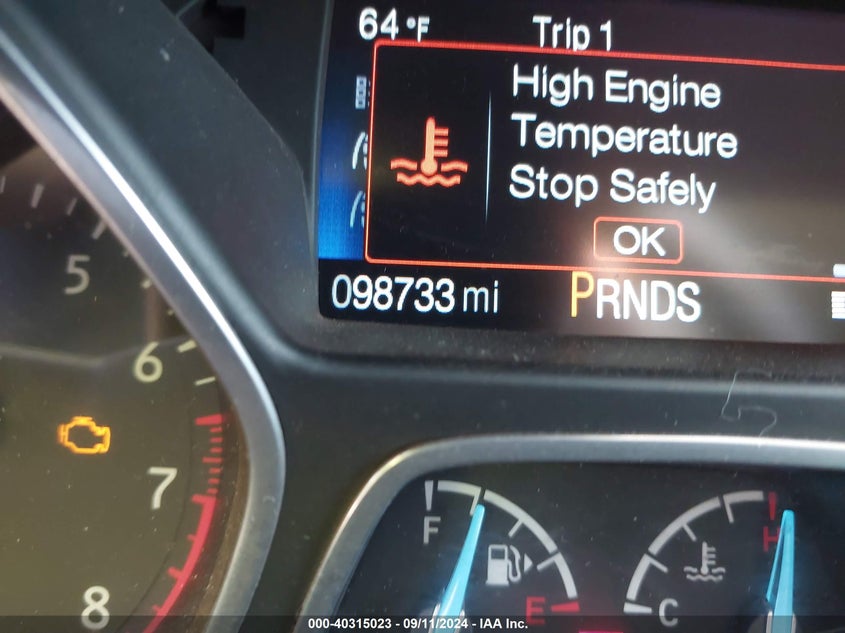 64 °F Trip 1
High Engine
Temperature
Stop Safely
OK
098733 mi PRNDS
5
6
7
8
F
E
H
C
000-40315023 - 09/11/2024 - IAA Inc.